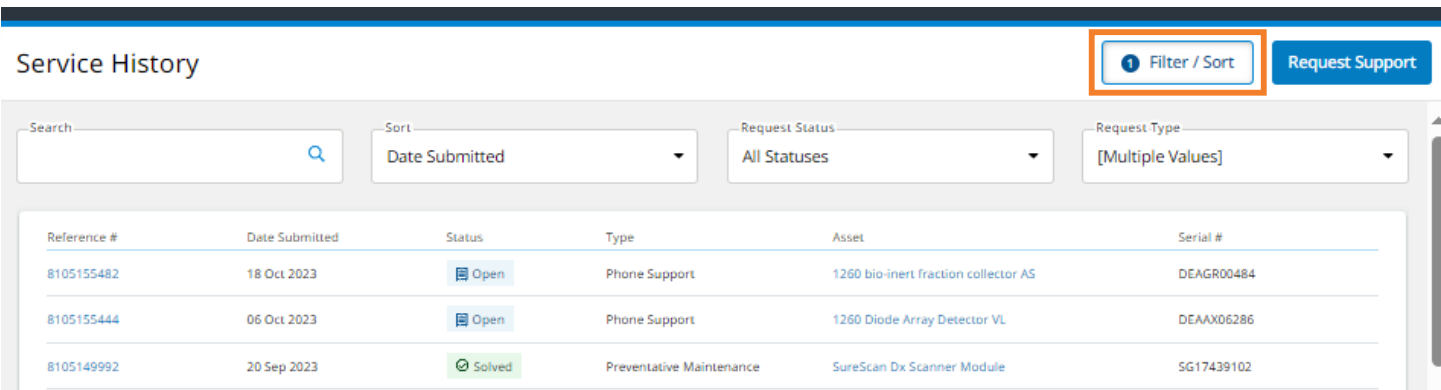 Service History
1 Filter / Sort
Request Support
Search
Sort
Request Status
Request Type
Date Submitted
All Statuses
[Multiple Values]
Reference # Date Submitted Status Type Asset Serial #
8105155482 18 Oct 2023 Open Phone Support 1260 bio-inert fraction collector AS DEAGR00484
8105155444 06 Oct 2023 Open Phone Support 1260 Diode Array Detector VL DEAAX06286
8105149992 20 Sep 2023 Solved Preventative Maintenance SureScan Dx Scanner Module SG17439102